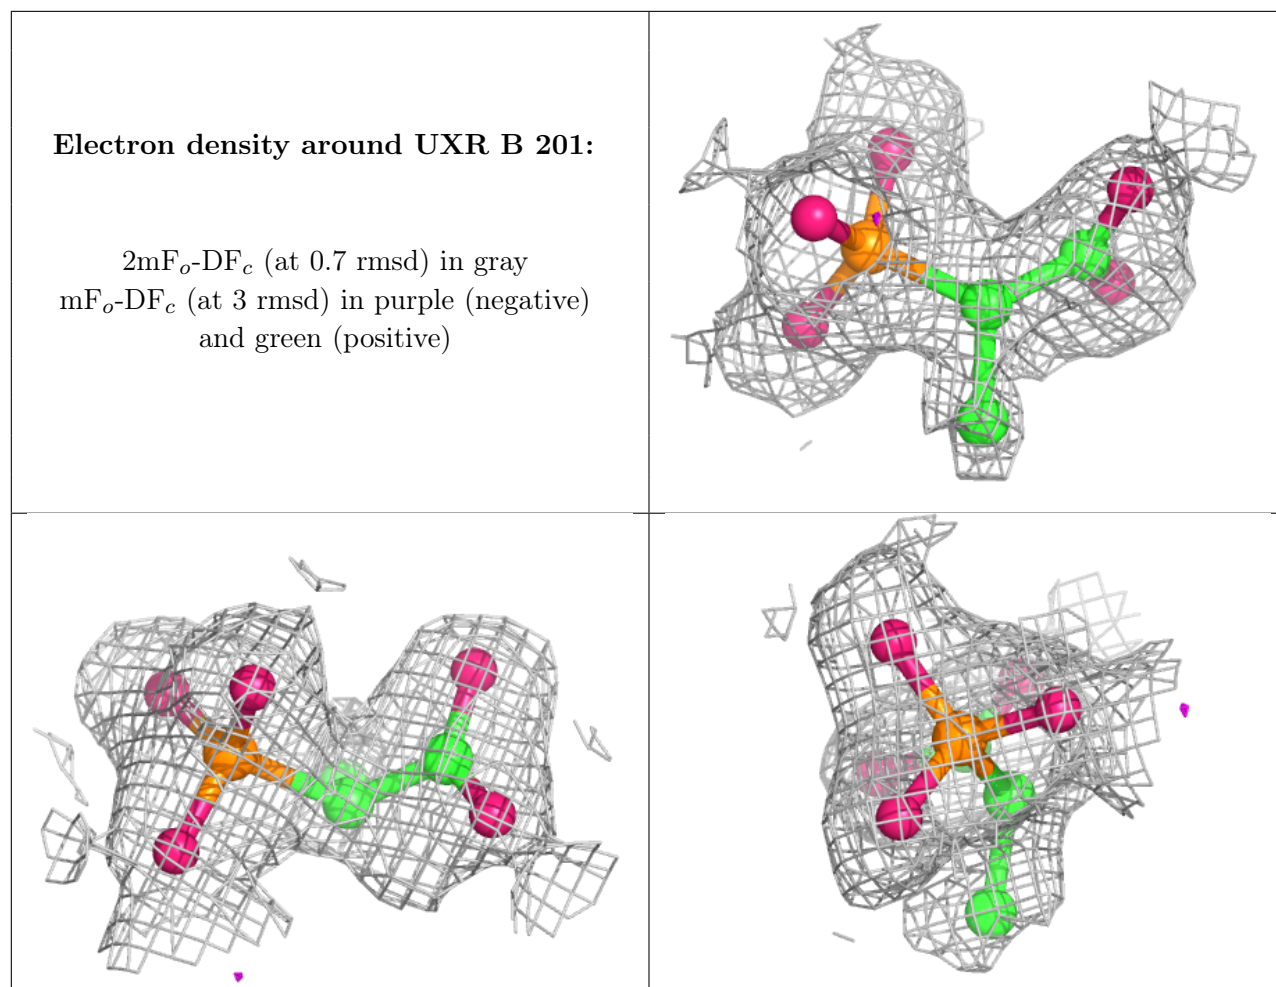 Electron density around UXR B 201:
2mFo-DFc (at 0.7 rmsd) in gray
mFo-DFc (at 3 rmsd) in purple (negative)
and green (positive)